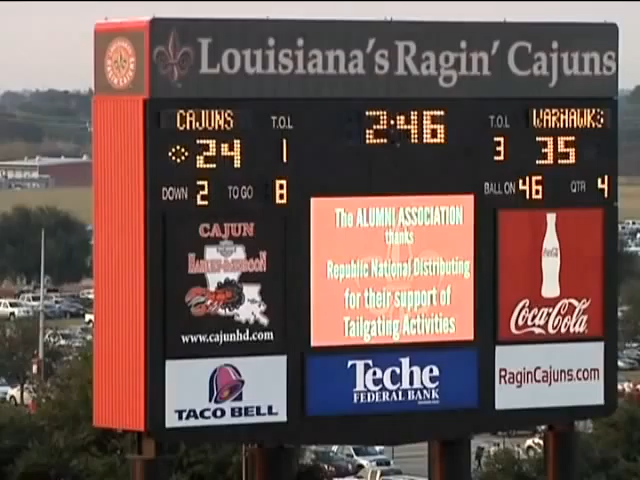 Louisiana's Ragin' Cajuns
CAJUNS T.O.L 2:46 T.O.L WARHAWKS
24 1 3 35
DOWN 2 TO GO 8 BALL ON 46 QTR 4
CAJUN
HARLEY-DAVIDSON
www.cajunhd.com
The ALUMNI ASSOCIATION
thanks
Republic National Distributing
for their support of
Tailgating Activities
Coca-Cola
TACO BELL
Teche
FEDERAL BANK
RaginCajuns.com